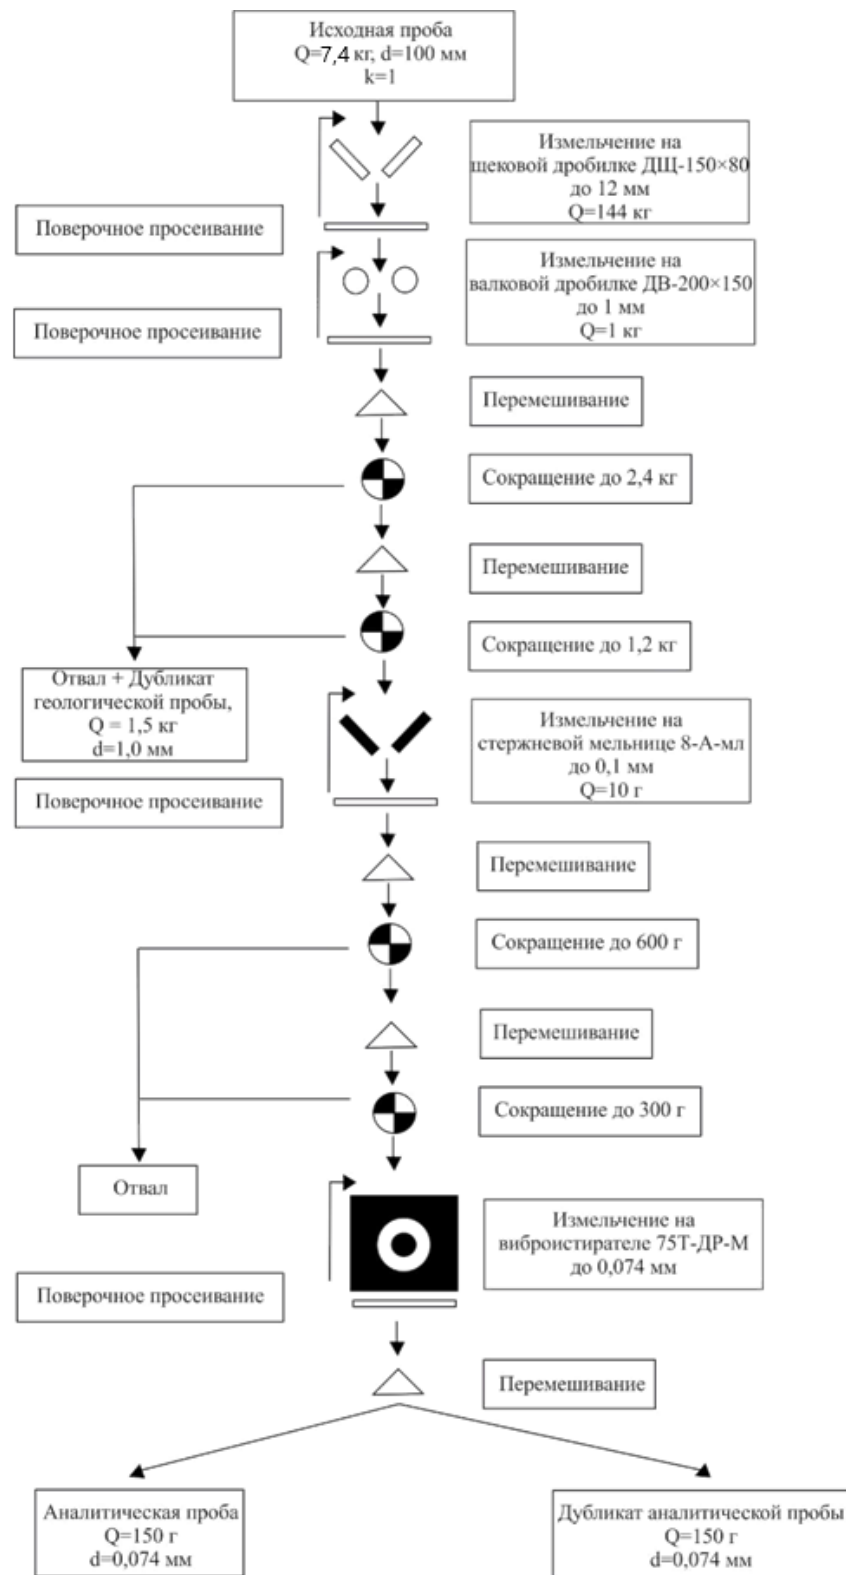 Исходная проба
Q=7,4 кг, d=100 мм
k=1
Измельчение на
щековой дробилке ДЩ-150×80
до 12 мм
Q=144 кг
Поверочное просеивание
Измельчение на
валковой дробилке ДВ-200×150
до 1 мм
Q=1 кг
Поверочное просеивание
Перемешивание
Сокращение до 2,4 кг
Перемешивание
Сокращение до 1,2 кг
Отвал + Дубликат
геологической пробы,
Q = 1,5 кг
d=1,0 мм
Измельчение на
стержневой мельнице 8-А-мл
до 0,1 мм
Q=10 г
Поверочное просеивание
Перемешивание
Сокращение до 600 г
Перемешивание
Сокращение до 300 г
Отвал
Измельчение на
виброистирателе 75Т-ДР-М
до 0,074 мм
Поверочное просеивание
Перемешивание
Аналитическая проба
Q=150 г
d=0,074 мм
Дубликат аналитической пробы
Q=150 г
d=0,074 мм